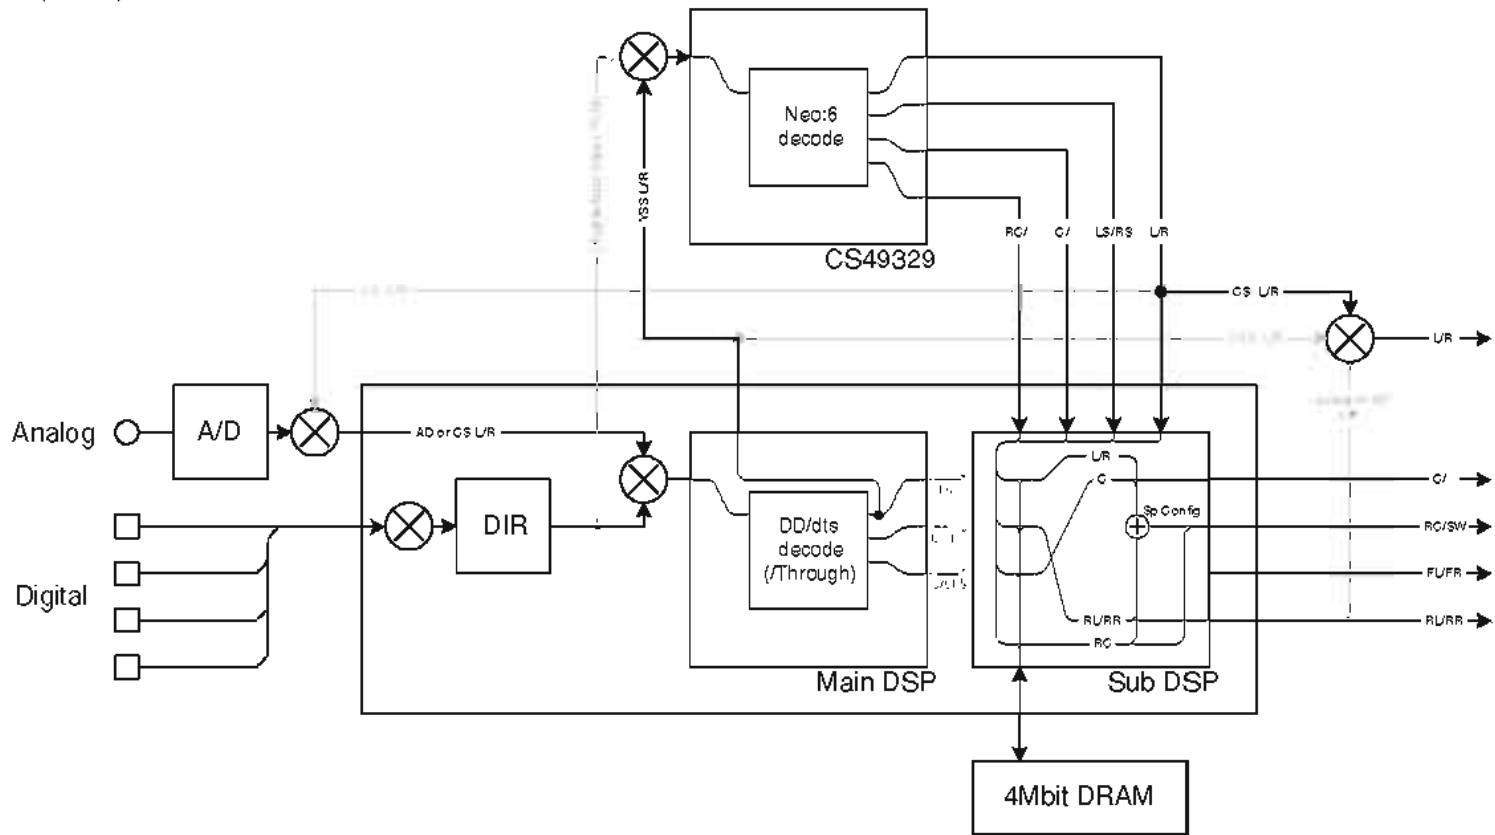 Neo:6
decode
YSS L/R
RC/
C/
LS/RS
L/R
CS49329
CS L/R
L/R
Analog
A/D
AD or CS L/R
L/R
C
C/
DIR
DD/dts
decode
(/Through)
Sp Config
RC/SW
FL/FR
Digital
RL/RR
RL/RR
RC
Main DSP
Sub DSP
4Mbit DRAM